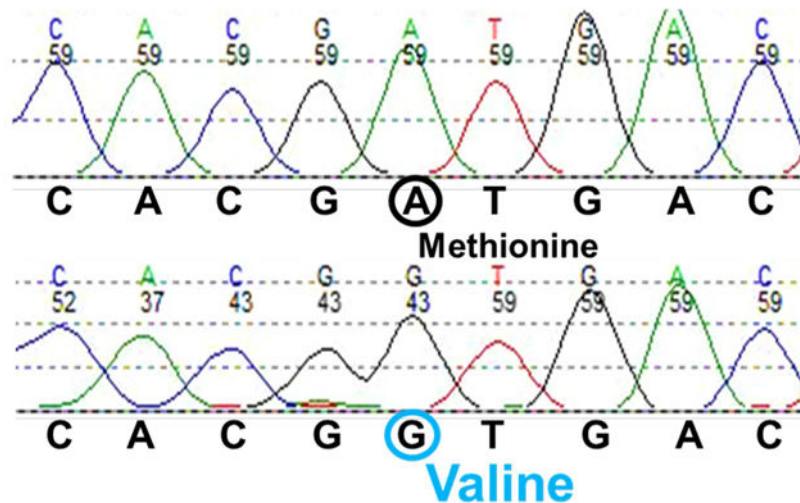 C A C G A T G A C
59 59 59 59 59 59 59 59 59
C A C G A T G A C
Methionine
C A C G G T G A C
52 37 43 43 43 59 59 59 59
C A C G G T G A C
Valine